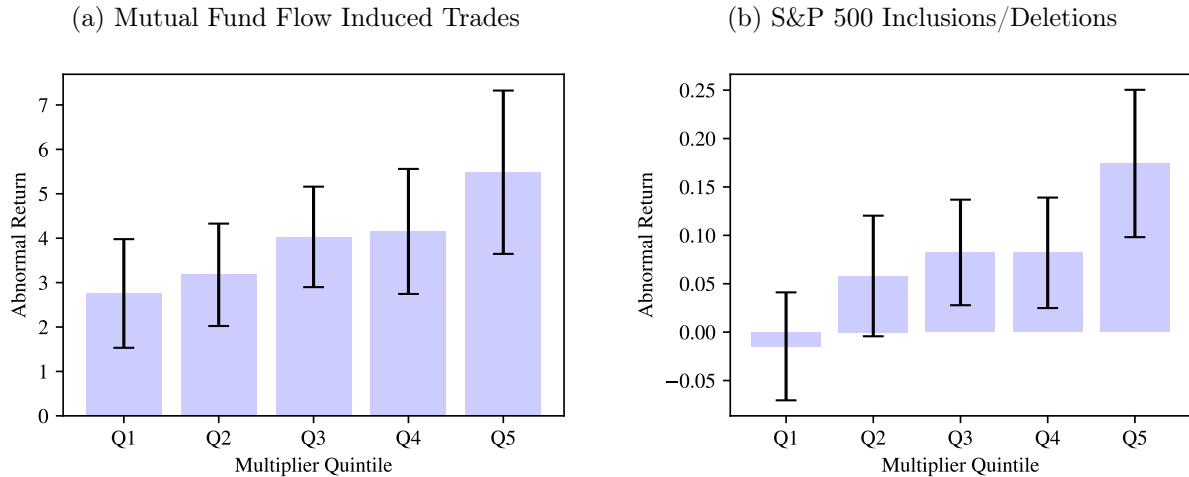 (a) Mutual Fund Flow Induced Trades
7
6
5
4
3
2
1
0
Abnormal Return
Q1 Q2 Q3 Q4 Q5
Multiplier Quintile
(b) S&P 500 Inclusions/Deletions
0.25
0.20
0.15
0.10
0.05
0.00
−0.05
Abnormal Return
Q1 Q2 Q3 Q4 Q5
Multiplier Quintile